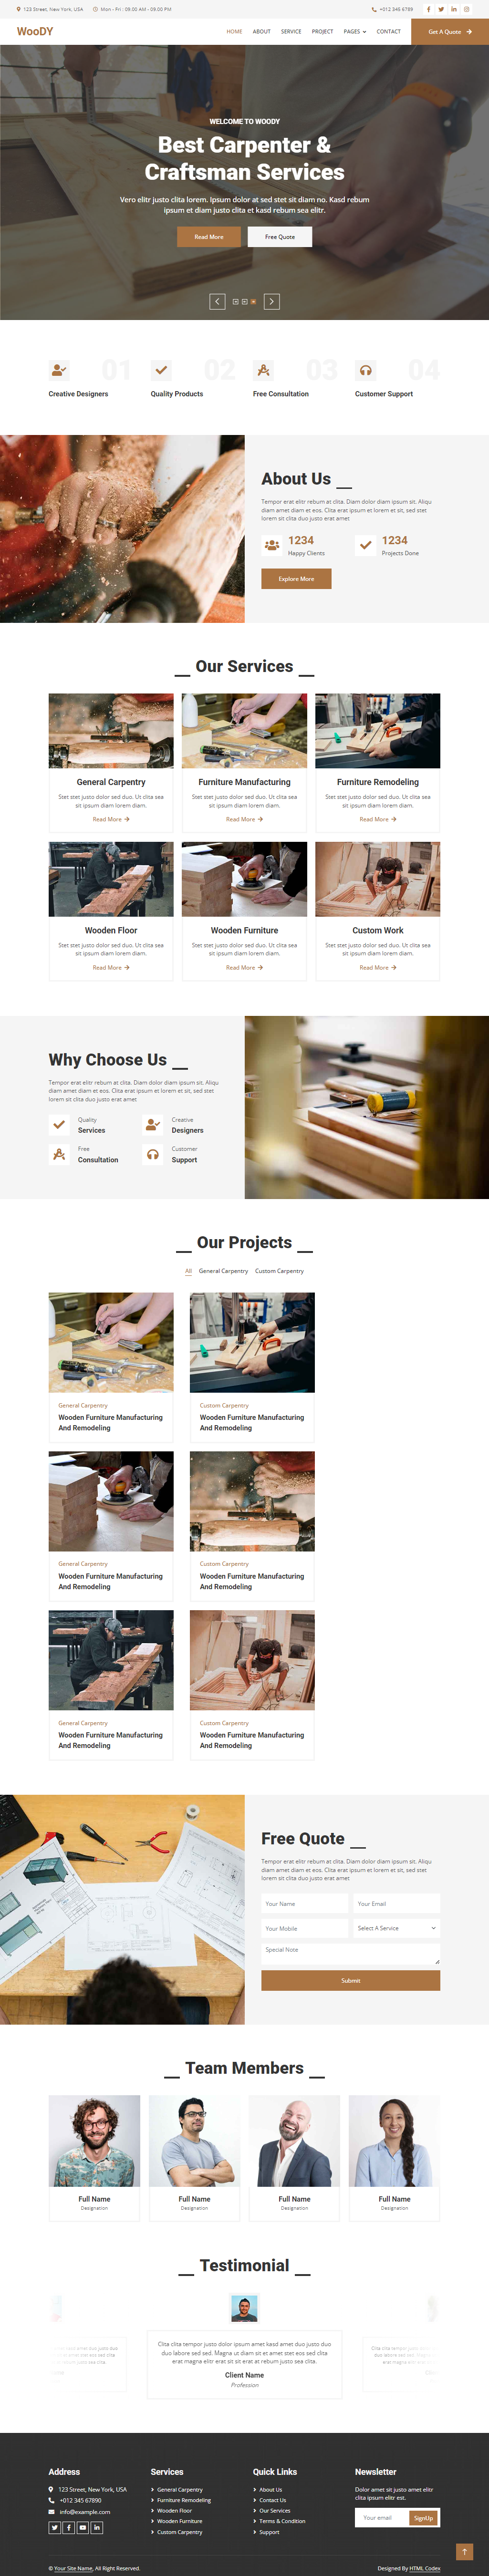 123 Street, New York, USA
Mon - Fri : 09.00 AM - 09.00 PM
+012 345 6789
WooDY
HOME
ABOUT
SERVICE
PROJECT
PAGES
CONTACT
Get A Quote
WELCOME TO WOODY
Best Carpenter &
Craftsman Services
Vero elitr justo clita lorem. Ipsum dolor at sed stet sit diam no. Kasd rebum
ipsum et diam justo clita et kasd rebum sea elitr.
Read More
Free Quote
01
02
03
04
Creative Designers
Quality Products
Free Consultation
Customer Support
About Us
Tempor erat elitr rebum at clita. Diam dolor diam ipsum sit. Aliqu
diam amet diam et eos. Clita erat ipsum et lorem et sit, sed stet
lorem sit clita duo justo erat amet
1234
Happy Clients
1234
Projects Done
Explore More
Our Services
General Carpentry
Stet stet justo dolor sed duo. Ut clita sea
sit ipsum diam lorem diam.
Read More
Furniture Manufacturing
Stet stet justo dolor sed duo. Ut clita sea
sit ipsum diam lorem diam.
Read More
Furniture Remodeling
Stet stet justo dolor sed duo. Ut clita sea
sit ipsum diam lorem diam.
Read More
Wooden Floor
Stet stet justo dolor sed duo. Ut clita sea
sit ipsum diam lorem diam.
Read More
Wooden Furniture
Stet stet justo dolor sed duo. Ut clita sea
sit ipsum diam lorem diam.
Read More
Custom Work
Stet stet justo dolor sed duo. Ut clita sea
sit ipsum diam lorem diam.
Read More
Why Choose Us
Tempor erat elitr rebum at clita. Diam dolor diam ipsum sit. Aliqu
diam amet diam et eos. Clita erat ipsum et lorem et sit, sed stet
lorem sit clita duo justo erat amet
Quality
Services
Creative
Designers
Free
Consultation
Customer
Support
Our Projects
All
General Carpentry
Custom Carpentry
General Carpentry
Wooden Furniture Manufacturing
And Remodeling
Custom Carpentry
Wooden Furniture Manufacturing
And Remodeling
General Carpentry
Wooden Furniture Manufacturing
And Remodeling
Custom Carpentry
Wooden Furniture Manufacturing
And Remodeling
General Carpentry
Wooden Furniture Manufacturing
And Remodeling
Custom Carpentry
Wooden Furniture Manufacturing
And Remodeling
Free Quote
Tempor erat elitr rebum at clita. Diam dolor diam ipsum sit. Aliqu
diam amet diam et eos. Clita erat ipsum et lorem et sit, sed stet
lorem sit clita duo justo erat amet
Your Name
Your Email
Your Mobile
Select A Service
Special Note
Submit
Team Members
Full Name
Designation
Full Name
Designation
Full Name
Designation
Full Name
Designation
Testimonial
Clita clita tempor justo dolor ipsum amet kasd amet duo justo duo
duo labore sed sed. Magna ut diam sit et amet stet eos sed clita
erat magna elitr erat sit sit erat at rebum justo sea clita.
Client Name
Profession
Address
123 Street, New York, USA
+012 345 67890
info@example.com
Services
General Carpentry
Furniture Remodeling
Wooden Floor
Wooden Furniture
Custom Carpentry
Quick Links
About Us
Contact Us
Our Services
Terms & Condition
Support
Newsletter
Dolor amet sit justo amet elitr
clita ipsum elitr est.
Your email
SignUp
© Your Site Name, All Right Reserved.
Designed By HTML Codex